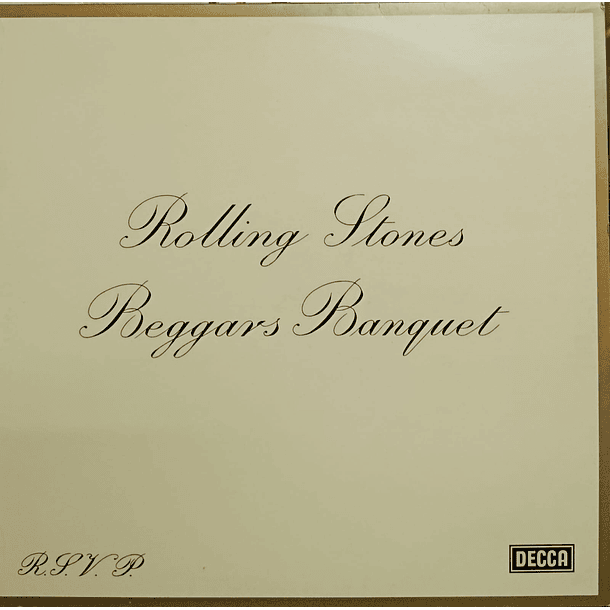 Rolling Stones
Beggars Banquet
R.S.V.P.
DECCA